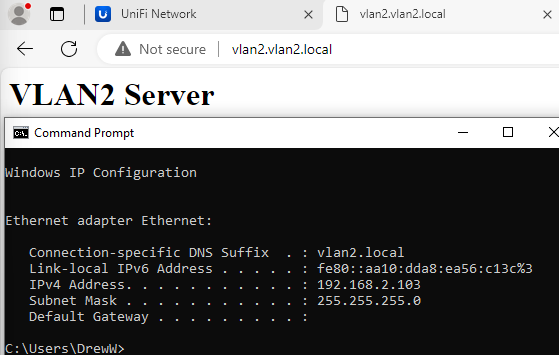 UniFi Network
vlan2.vlan2.local
Not secure
vlan2.vlan2.local
VLAN2 Server
Command Prompt
Windows IP Configuration
Ethernet adapter Ethernet:
Connection-specific DNS Suffix  . : vlan2.local
Link-local IPv6 Address . . . . . : fe80::aa10:dda8:ea56:c13c%3
IPv4 Address. . . . . . . . . . . : 192.168.2.103
Subnet Mask . . . . . . . . . . . : 255.255.255.0
Default Gateway . . . . . . . . . :
C:\Users\DrewW>